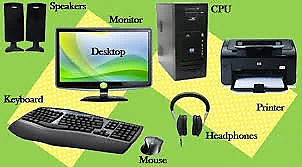 Speakers
Monitor
CPU
Desktop
Keyboard
Printer
Headphones
Mouse